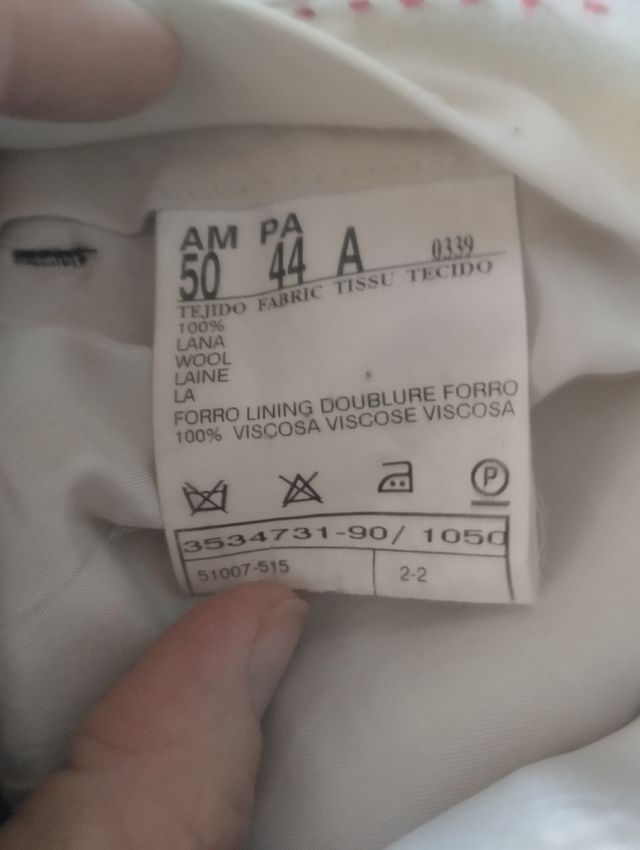 AM PA
50 44 A 0339
TEJIDO FABRIC TISSU TECIDO
100%
LANA
WOOL
LAINE
LA
FORRO LINING DOUBLURE FORRO
100% VISCOSA VISCOSE VISCOSA
P
3534731-90/ 1050
51007-515 2-2